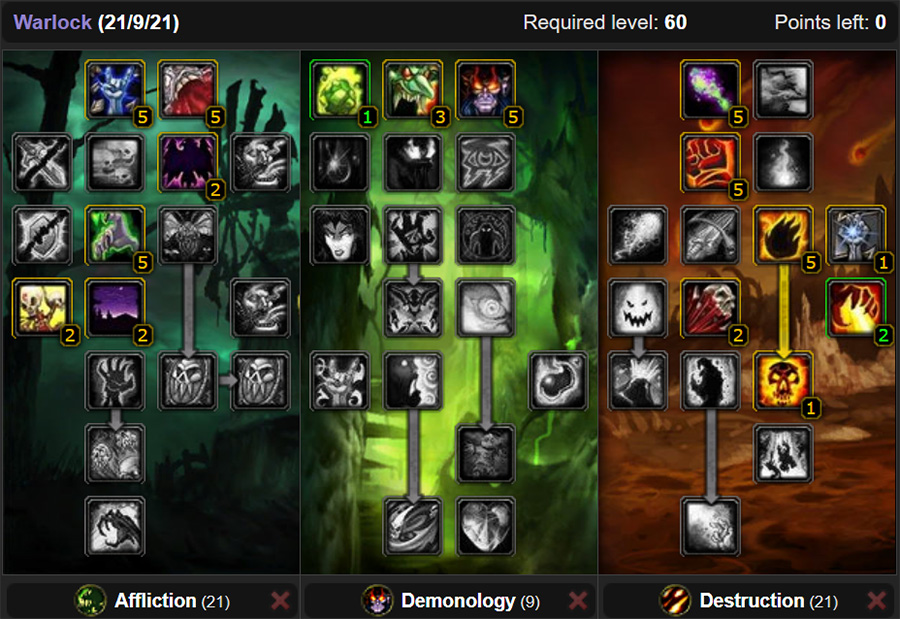 Warlock (21/9/21) Required level: 60 Points left: 0
5 5 1 3 5 5
2 5
5 5 1
2 2 2 2
1
Affliction (21) Demonology (9) Destruction (21)